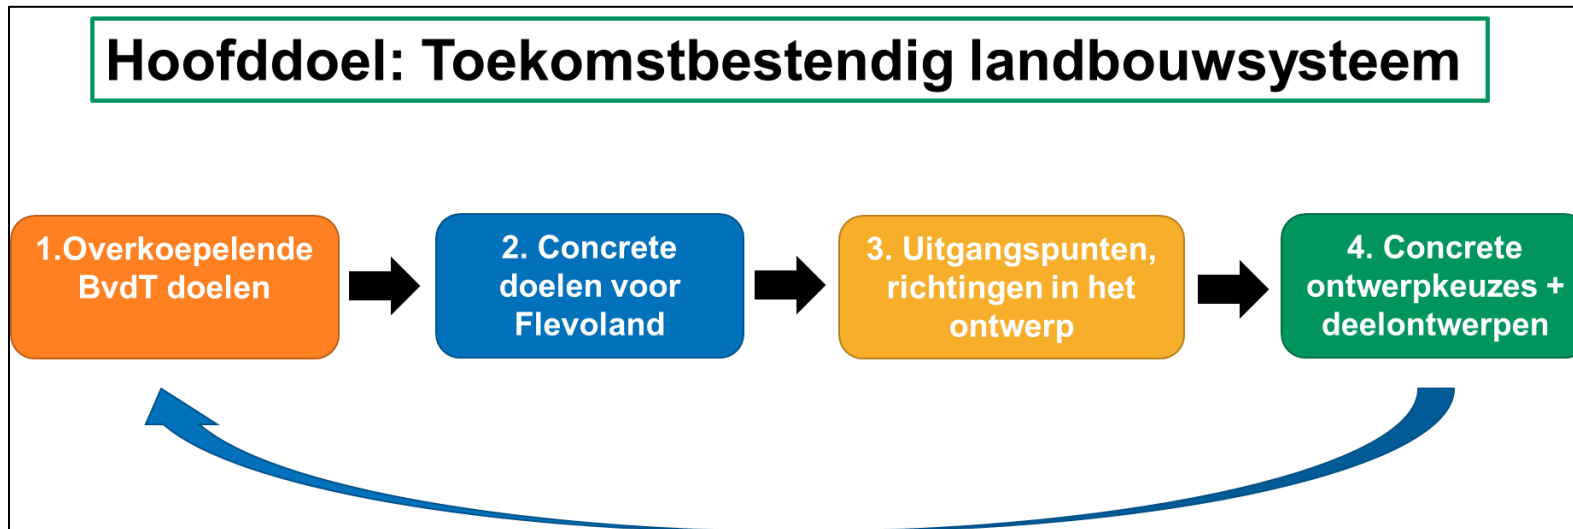 Hoofddoel: Toekomstbestendig landbouwsysteem
1.Overkoepelende
BvdT doelen
2. Concrete
doelen voor
Flevoland
3. Uitgangspunten,
richtingen in het
ontwerp
4. Concrete
ontwerpkeuzes +
deelontwerpen